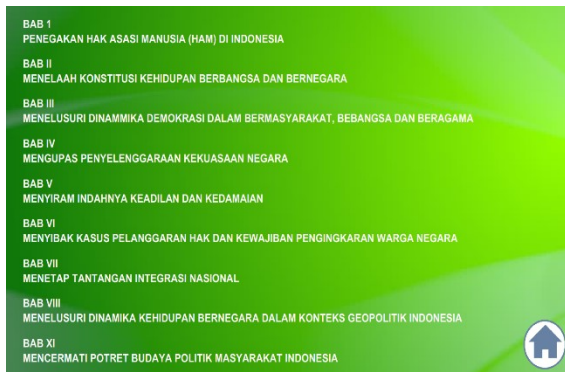 BAB 1
PENEGAKAN HAK ASASI MANUSIA (HAM) DI INDONESIA
BAB II
MENELAAH KONSTITUSI KEHIDUPAN BERBANGSA DAN BERNEGARA
BAB III
MENELUSURI DINAMMIKA DEMOKRASI DALAM BERMASYARAKAT, BEBANGSA DAN BERAGAMA
BAB IV
MENGUPAS PENYELENGGARAAN KEKUASAAN NEGARA
BAB V
MENYIRAM INDAHNYA KEADILAN DAN KEDAMAIAN
BAB VI
MENYIBAK KASUS PELANGGARAN HAK DAN KEWAJIBAN PENGINGKARAN WARGA NEGARA
BAB VII
MENETAP TANTANGAN INTEGRASI NASIONAL
BAB VIII
MENELUSURI DINAMIKA KEHIDUPAN BERNEGARA DALAM KONTEKS GEOPOLITIK INDONESIA
BAB XI
MENCERMATI POTRET BUDAYA POLITIK MASYARAKAT INDONESIA